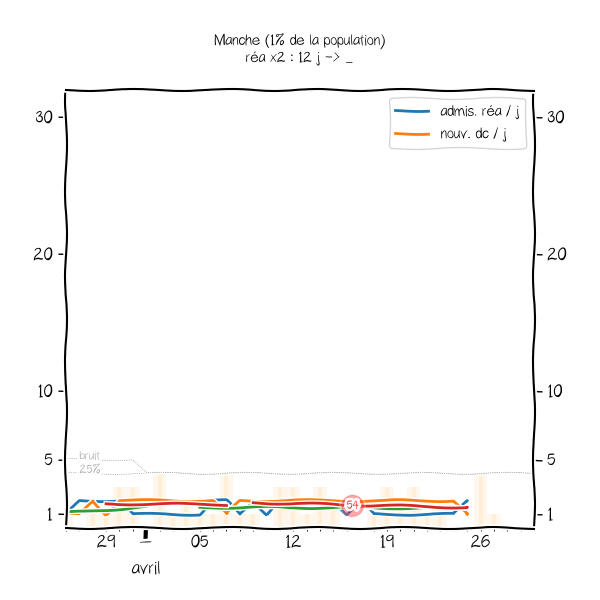 Manche (1% de la population)
réa x2 : 12 j -> _
admis. réa / j
nouv. dc / j
30
30
20
20
10
10
bruit
25%
5
5
54
1
1
29
05
12
19
26
avril